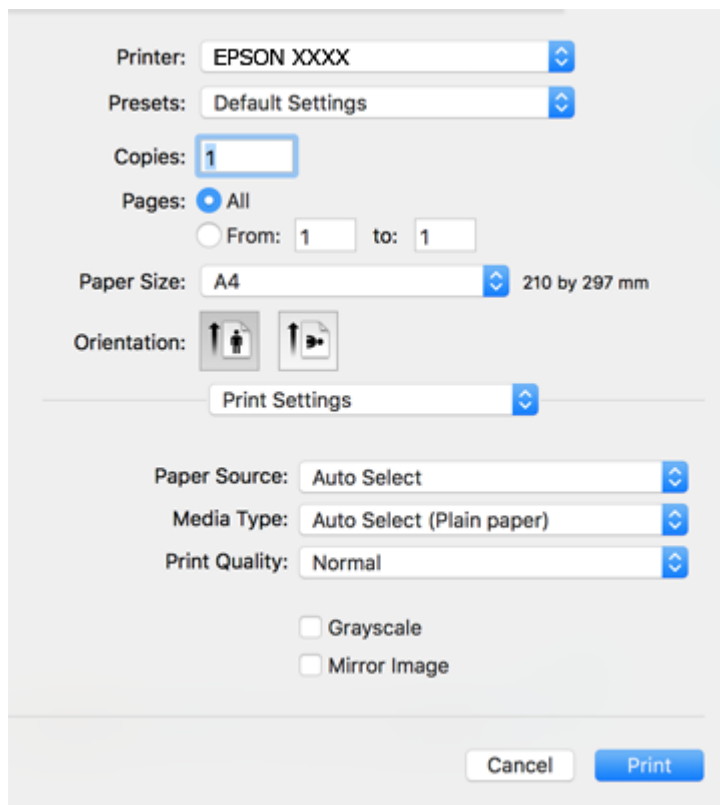 Printer: EPSON XXXX
Presets: Default Settings
Copies: 1
Pages: All
From: 1 to: 1
Paper Size: A4 210 by 297 mm
Orientation:
Print Settings
Paper Source: Auto Select
Media Type: Auto Select (Plain paper)
Print Quality: Normal
Grayscale
Mirror Image
Cancel Print